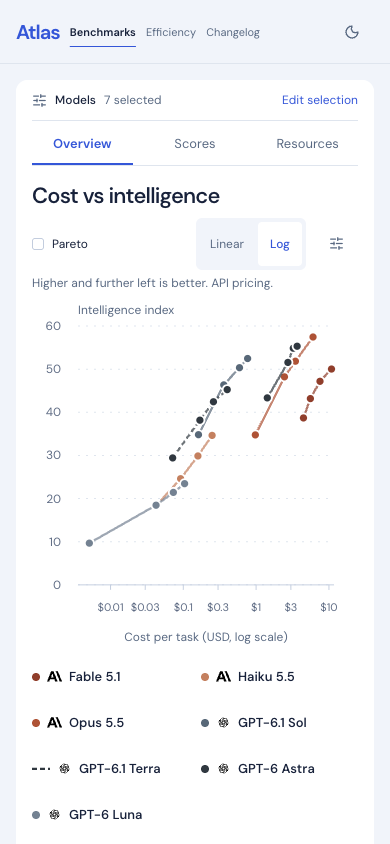 Atlas Benchmarks Efficiency Changelog
Models 7 selected Edit selection
Overview Scores Resources
Cost vs intelligence
Pareto Linear Log
Higher and further left is better. API pricing.
Intelligence index
60
50
40
30
20
10
0
$0.01 $0.03 $0.1 $0.3 $1 $3 $10
Cost per task (USD, log scale)
Fable 5.1 Haiku 5.5
Opus 5.5 GPT-6.1 Sol
GPT-6.1 Terra GPT-6 Astra
GPT-6 Luna